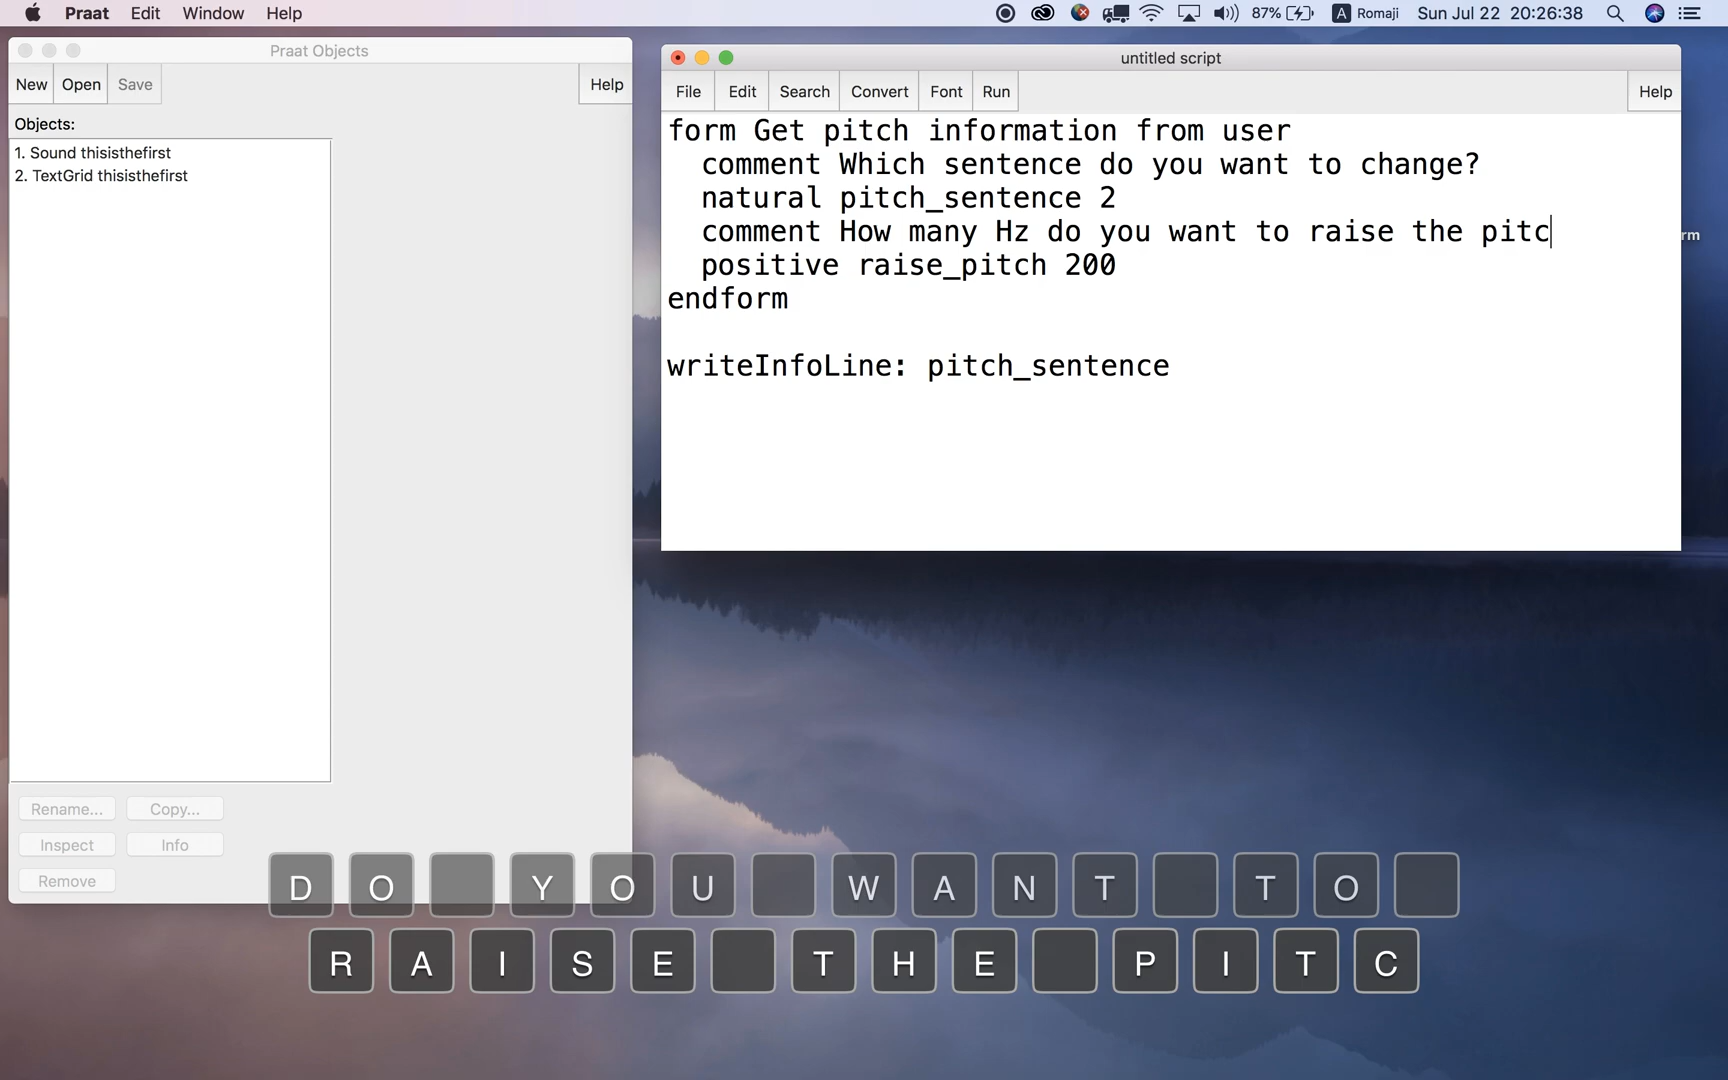 Praat Edit Window Help 87% A Romaji Sun Jul 22 20:26:38
Praat Objects
New Open Save Help
Objects:
1. Sound thisisthefirst
2. TextGrid thisisthefirst
Rename... Copy...
Inspect Info
Remove
untitled script
File Edit Search Convert Font Run Help
form Get pitch information from user
comment Which sentence do you want to change?
natural pitch_sentence 2
comment How many Hz do you want to raise the pitc
positive raise_pitch 200
endform
writeInfoLine: pitch_sentence
rm
D O Y O U W A N T T O
R A I S E T H E P I T C